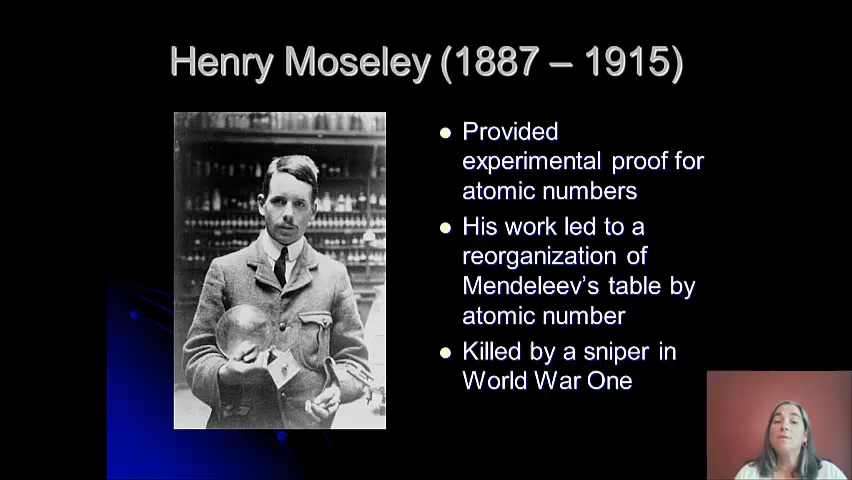 Henry Moseley (1887 – 1915)
Provided
experimental proof for
atomic numbers
His work led to a
reorganization of
Mendeleev's table by
atomic number
Killed by a sniper in
World War One